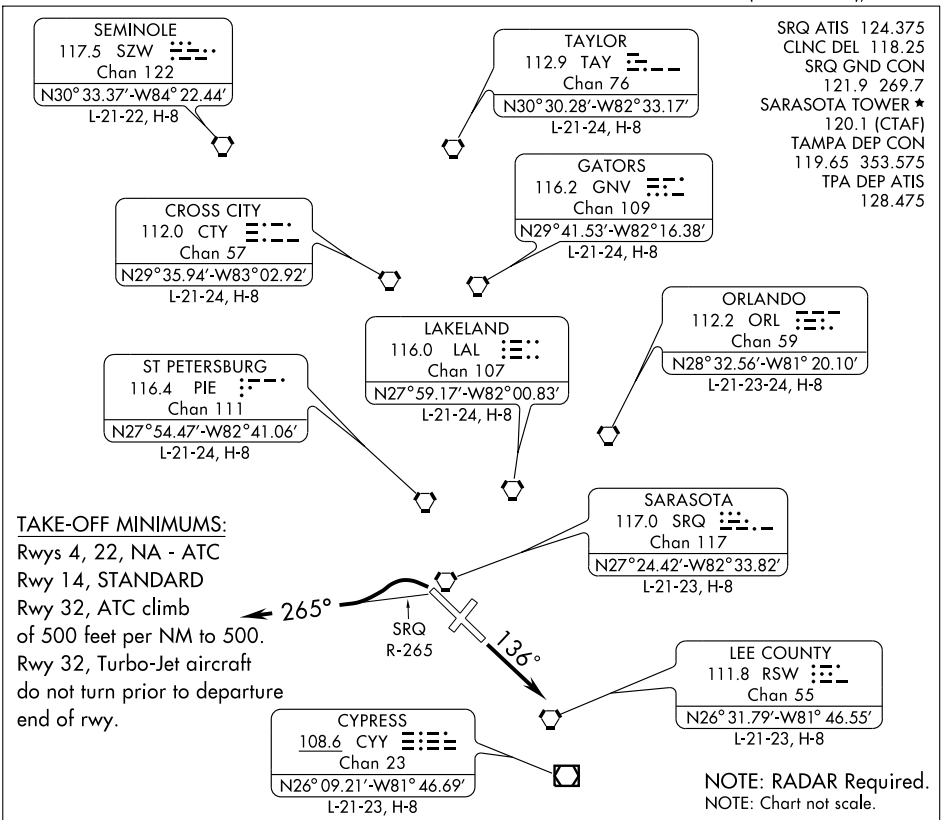 SEMINOLE
117.5 SZW
Chan 122
N30°33.37'-W84°22.44'
L-21-22, H-8
TAYLOR
112.9 TAY
Chan 76
N30°30.28'-W82°33.17'
L-21-24, H-8
SRQ ATIS 124.375
CLNC DEL 118.25
SRQ GND CON
121.9 269.7
SARASOTA TOWER ★
120.1 (CTAF)
TAMPA DEP CON
119.65 353.575
TPA DEP ATIS
128.475
GATORS
116.2 GNV
Chan 109
N29°41.53'-W82°16.38'
L-21-24, H-8
CROSS CITY
112.0 CTY
Chan 57
N29°35.94'-W83°02.92'
L-21-24, H-8
ORLANDO
112.2 ORL
Chan 59
N28°32.56'-W81°20.10'
L-21-23-24, H-8
LAKELAND
116.0 LAL
Chan 107
N27°59.17'-W82°00.83'
L-21-24, H-8
ST PETERSBURG
116.4 PIE
Chan 111
N27°54.47'-W82°41.06'
L-21-24, H-8
SARASOTA
117.0 SRQ
Chan 117
N27°24.42'-W82°33.82'
L-21-23, H-8
TAKE-OFF MINIMUMS:
Rwys 4, 22, NA - ATC
Rwy 14, STANDARD
Rwy 32, ATC climb
of 500 feet per NM to 500.
Rwy 32, Turbo-Jet aircraft
do not turn prior to departure
end of rwy.
265°
SRQ
R-265
136°
LEE COUNTY
111.8 RSW
Chan 55
N26°31.79'-W81°46.55'
L-21-23, H-8
CYPRESS
108.6 CYY
Chan 23
N26°09.21'-W81°46.69'
L-21-23, H-8
NOTE: RADAR Required.
NOTE: Chart not scale.